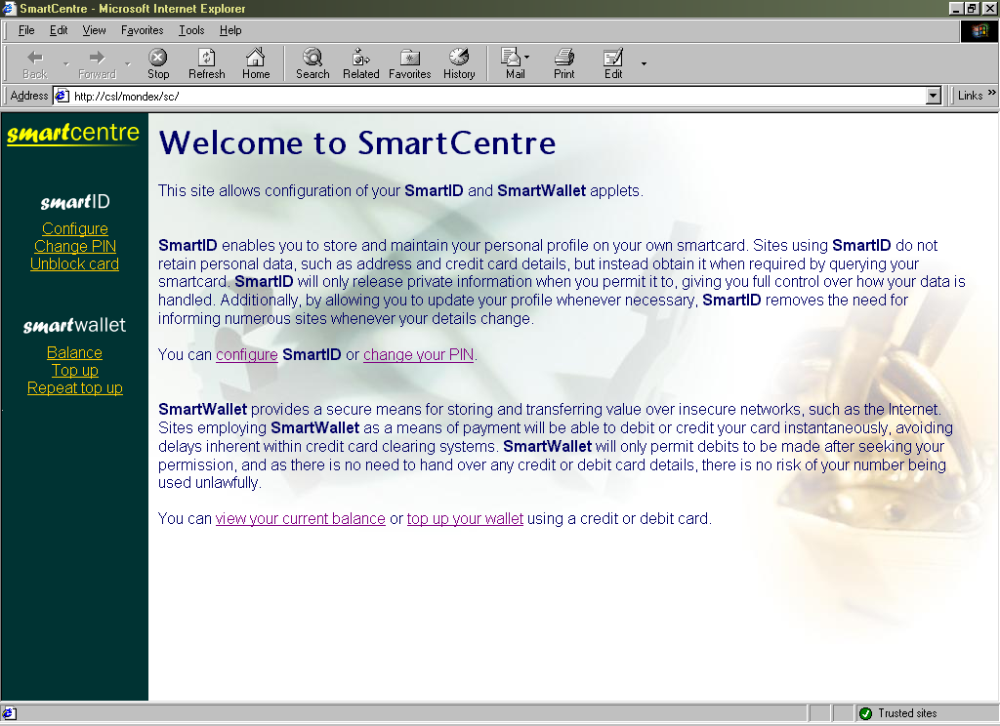 SmartCentre - Microsoft Internet Explorer
File Edit View Favorites Tools Help
Back Forward Stop Refresh Home Search Related Favorites History Mail Print Edit
Address http://csl/mondex/sc/ Links »
smartcentre
smartID
Configure
Change PIN
Unblock card
smartwallet
Balance
Top up
Repeat top up
Welcome to SmartCentre
This site allows configuration of your SmartID and SmartWallet applets.
SmartID enables you to store and maintain your personal profile on your own smartcard. Sites using SmartID do not
retain personal data, such as address and credit card details, but instead obtain it when required by querying your
smartcard. SmartID will only release private information when you permit it to, giving you full control over how your data is
handled. Additionally, by allowing you to update your profile whenever necessary, SmartID removes the need for
informing numerous sites whenever your details change.
You can configure SmartID or change your PIN.
SmartWallet provides a secure means for storing and transferring value over insecure networks, such as the Internet.
Sites employing SmartWallet as a means of payment will be able to debit or credit your card instantaneously, avoiding
delays inherent within credit card clearing systems. SmartWallet will only permit debits to be made after seeking your
permission, and as there is no need to hand over any credit or debit card details, there is no risk of your number being
used unlawfully.
You can view your current balance or top up your wallet using a credit or debit card.
Trusted sites